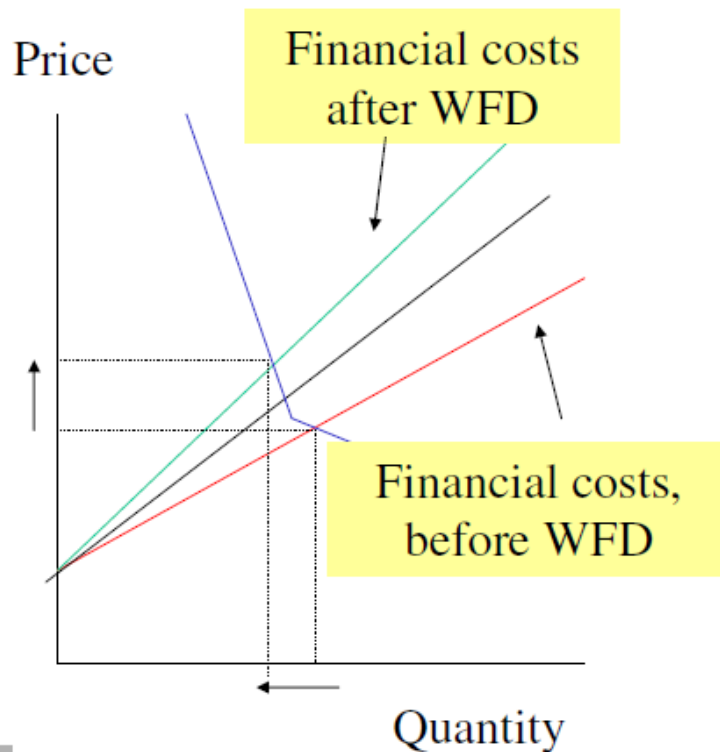 Price
Financial costs
after WFD
Financial costs,
before WFD
Quantity